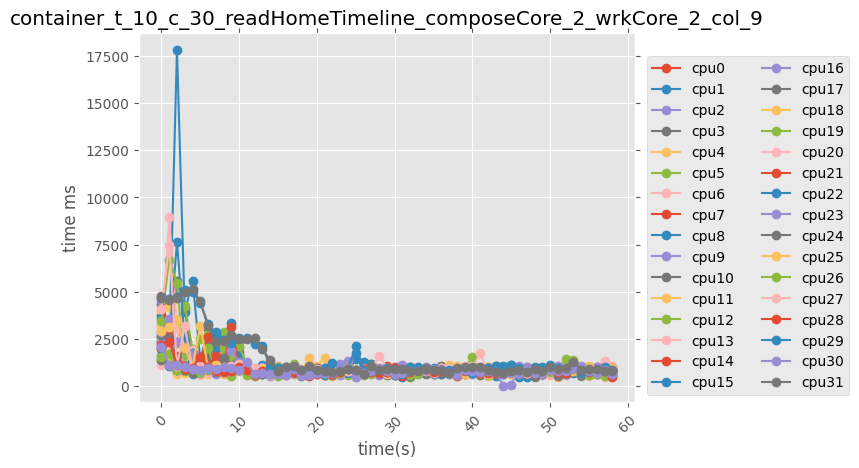 container_t_10_c_30_readHomeTimeline_composeCore_2_wrkCore_2_col_9
time ms
17500
15000
12500
10000
7500
5000
2500
0
0
10
20
30
40
50
60
time(s)
cpu0
cpu1
cpu2
cpu3
cpu4
cpu5
cpu6
cpu7
cpu8
cpu9
cpu10
cpu11
cpu12
cpu13
cpu14
cpu15
cpu16
cpu17
cpu18
cpu19
cpu20
cpu21
cpu22
cpu23
cpu24
cpu25
cpu26
cpu27
cpu28
cpu29
cpu30
cpu31